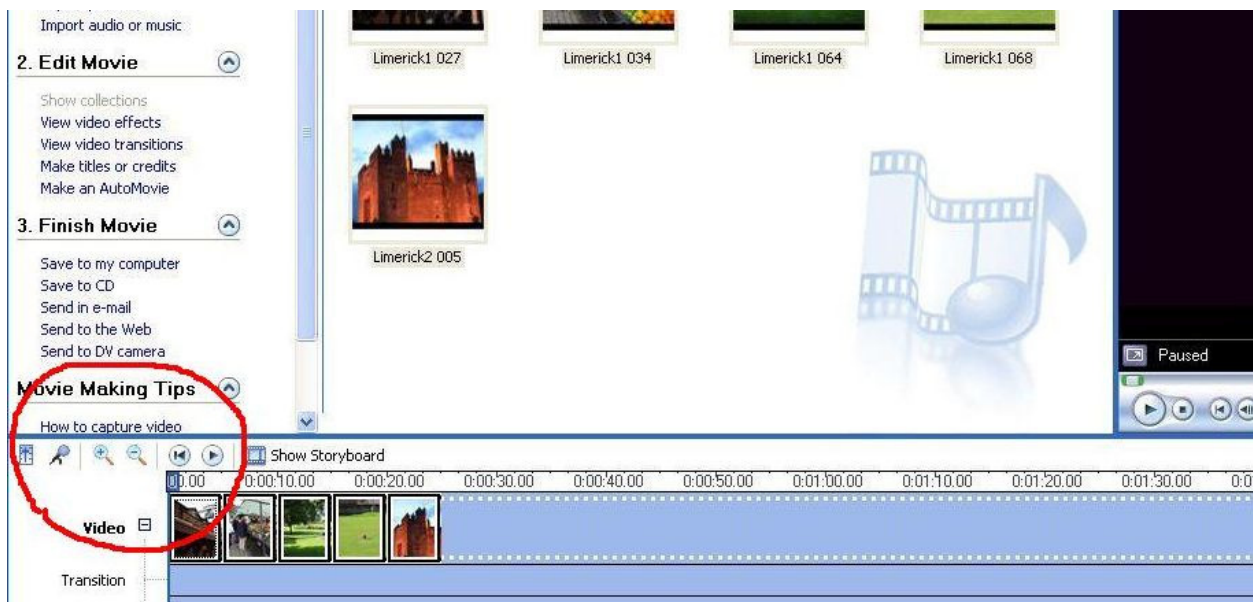 Import audio or music
2. Edit Movie
Show collections
View video effects
View video transitions
Make titles or credits
Make an AutoMovie
3. Finish Movie
Save to my computer
Save to CD
Send in e-mail
Send to the Web
Send to DV camera
Movie Making Tips
How to capture video
Limerick1 027
Limerick1 034
Limerick1 064
Limerick1 068
Limerick2 005
Paused
Show Storyboard
0:00:10.00 0:00:20.00 0:00:30.00 0:00:40.00 0:00:50.00 0:01:00.00 0:01:10.00 0:01:20.00 0:01:30.00
Video
Transition